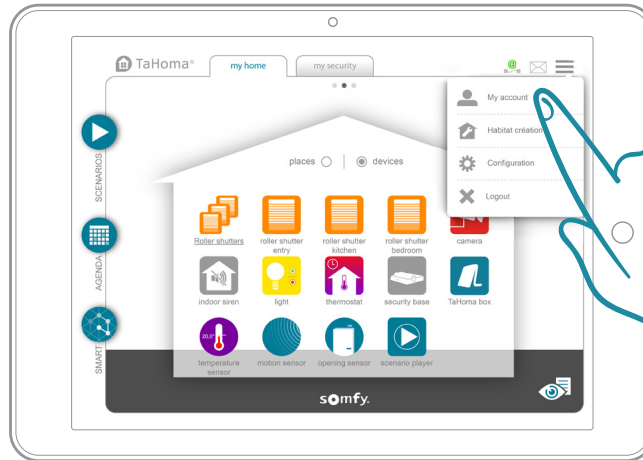 TaHoma®
my home
my security
My account
Habitat création
Configuration
Logout
places
devices
SCENARIOS
AGENDA
SMART
Roller shutters
roller shutter
entry
roller shutter
kitchen
roller shutter
bedroom
camera
indoor siren
light
thermostat
security base
TaHoma box
20,0°
temperature
sensor
motion sensor
opening sensor
scenario player
somfy.